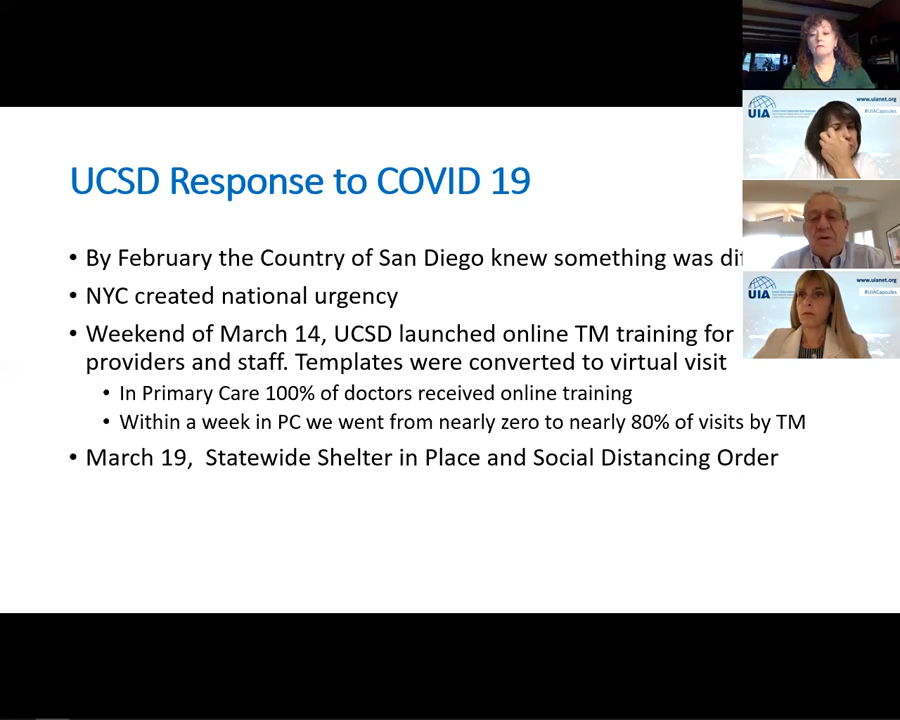 UCSD Response to COVID 19
• By February the Country of San Diego knew something was
• NYC created national urgency
• Weekend of March 14, UCSD launched online TM training for
providers and staff. Templates were converted to virtual visit
• In Primary Care 100% of doctors received online training
• Within a week in PC we went from nearly zero to nearly 80% of visits by TM
• March 19, Statewide Shelter in Place and Social Distancing Order
UIA
www.uianet.org
#UIACapsules
UIA
www.uianet.org
#UIACapsules